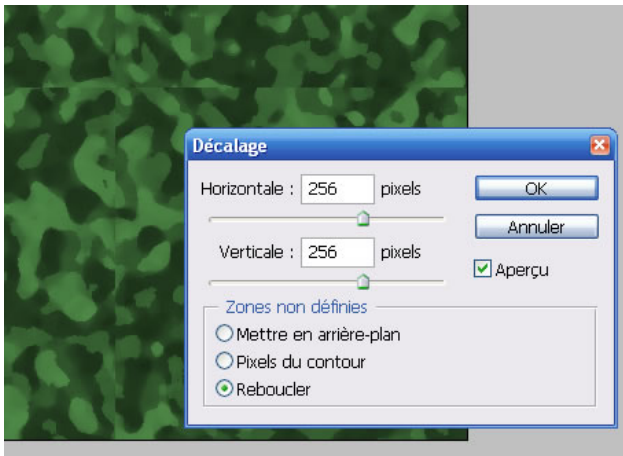 Décalage
Horizontale : 256 pixels
OK
Annuler
Verticale : 256 pixels
Aperçu
Zones non définies
Mettre en arrière-plan
Pixels du contour
Reboucler